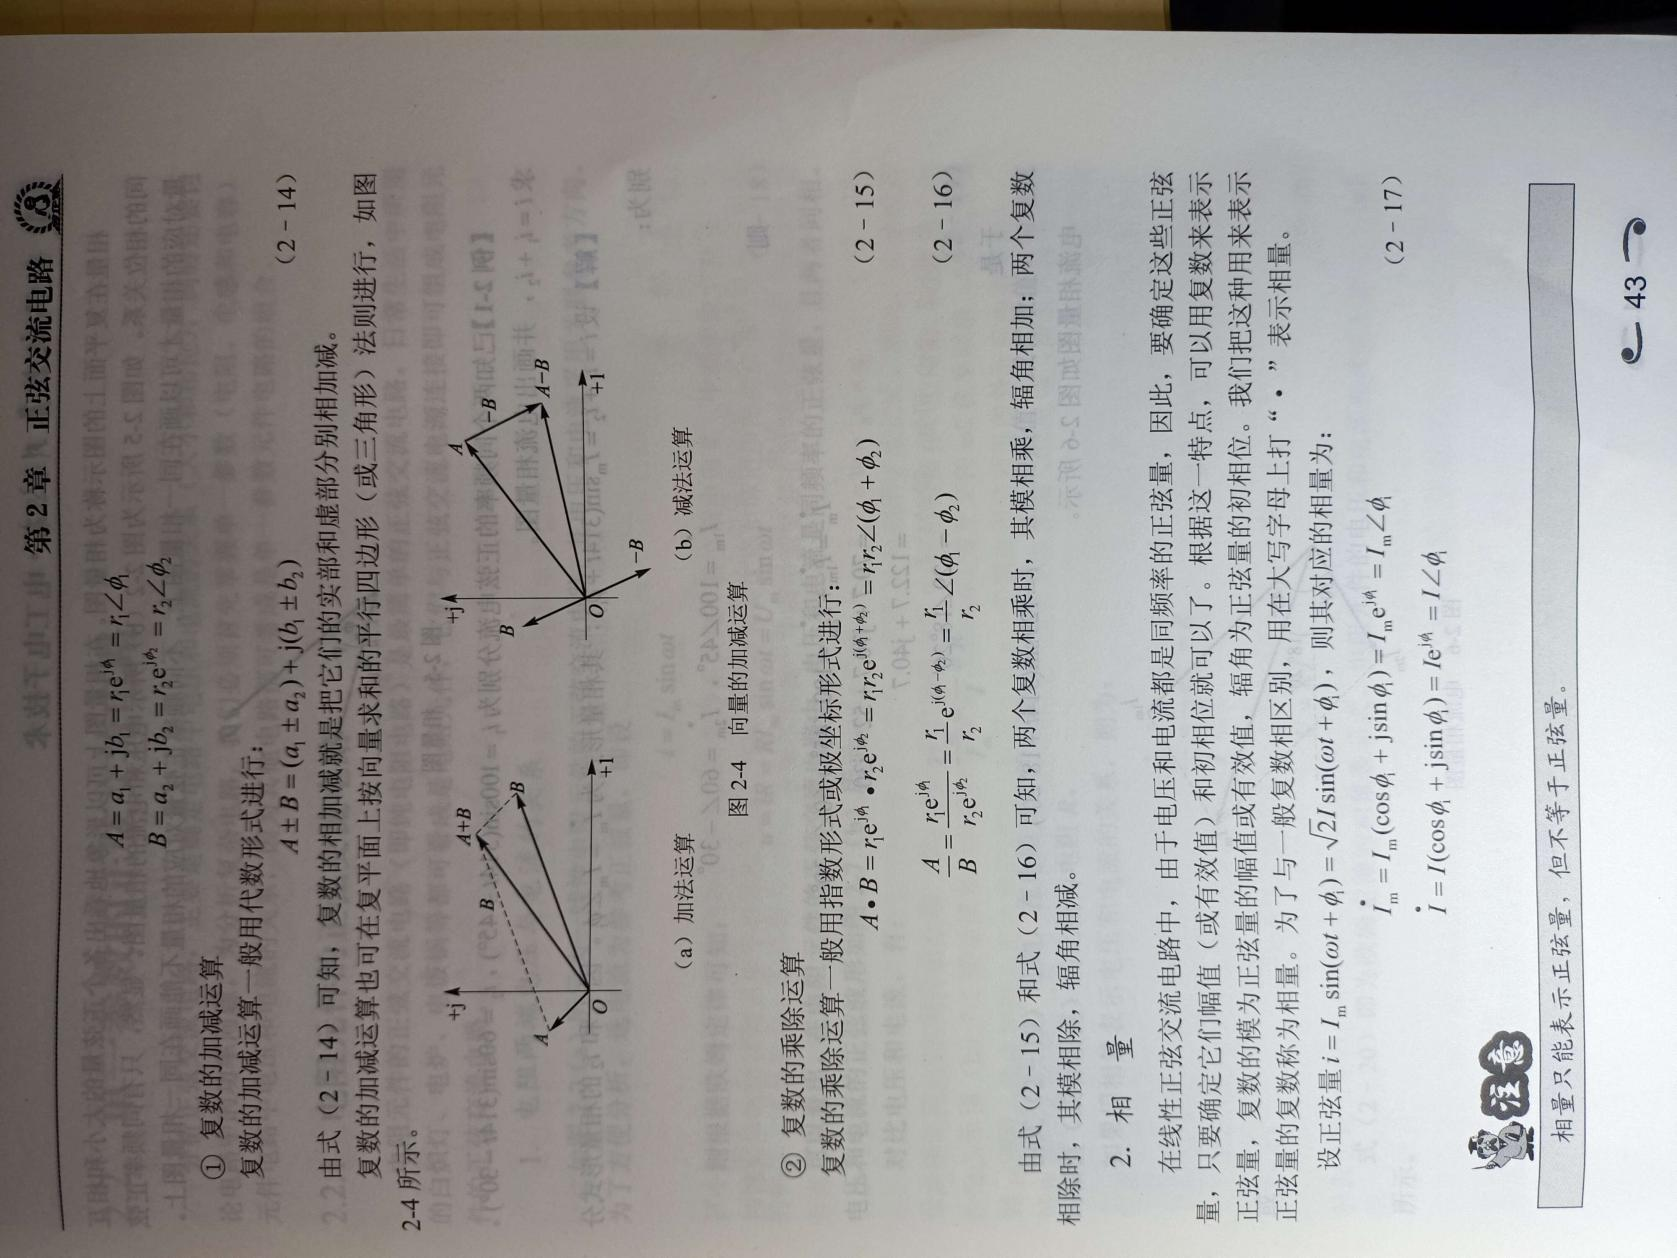 第2章 正弦交流电路
A = a₁ + jb₁ = r₁e^{jϕ₁} = r₁∠ϕ₁
B = a₂ + jb₂ = r₂e^{jϕ₂} = r₂∠ϕ₂
① 复数的加减运算
复数的加减运算一般用代数形式进行：
A ± B = (a₁ ± a₂) + j(b₁ ± b₂) （2－14）
由式（2－14）可知，复数的相加减就是把它们的实部和虚部分别相加减。
复数的加减运算也可在复平面上按向量求和的平行四边形（或三角形）法则进行，如图
2-4 所示。
+j
A+B
B
B
A
O
+1
+j
A
−B
A−B
B
O
+1
−B
（a）加法运算 （b）减法运算
图 2-4 向量的加减运算
② 复数的乘除运算
复数的乘除运算一般用指数形式或极坐标形式进行：
A • B = r₁e^{jϕ₁} • r₂e^{jϕ₂} = r₁r₂e^{j(ϕ₁+ϕ₂)} = r₁r₂∠(ϕ₁ + ϕ₂) （2－15）
A/B = r₁e^{jϕ₁}/r₂e^{jϕ₂} = r₁/r₂ e^{j(ϕ₁−ϕ₂)} = r₁/r₂ ∠(ϕ₁ − ϕ₂) （2－16）
由式（2－15）和式（2－16）可知，两个复数相乘时，其模相乘，辐角相加；两个复数
相除时，其模相除，辐角相减。
2. 相 量
在线性正弦交流电路中，由于电压和电流都是同频率的正弦量，因此，要确定这些正弦
量，只要确定它们幅值（或有效值）和初相位就可以了。根据这一特点，可以用复数来表示
正弦量，复数的模为正弦量的幅值或有效值，辐角为正弦量的初相位。我们把这种用来表示
正弦量的复数称为相量。为了与一般复数相区别，用在大写字母上打“•”表示相量。
设正弦量 i = Iₘ sin(ωt + ϕᵢ) = √2I sin(ωt + ϕᵢ)，则其对应的相量为：
İₘ = Iₘ(cosϕᵢ + jsinϕᵢ) = Iₘe^{jϕᵢ} = Iₘ∠ϕᵢ
İ = I(cosϕᵢ + jsinϕᵢ) = Ie^{jϕᵢ} = I∠ϕᵢ （2－17）
注意
相量只能表示正弦量，但不等于正弦量。
43